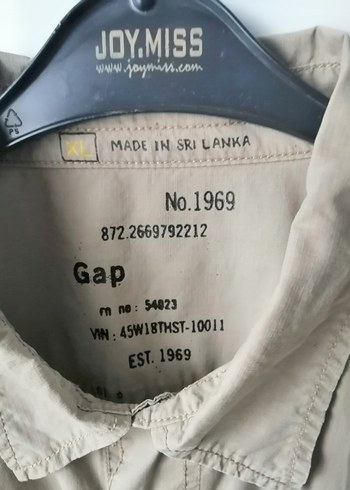 JOY.MISS
www.joymiss.com
PS
XL MADE IN SRI LANKA
No.1969
872.2669792212
Gap
rn no : 54023
VIN : 45W18THST-10011
EST. 1969